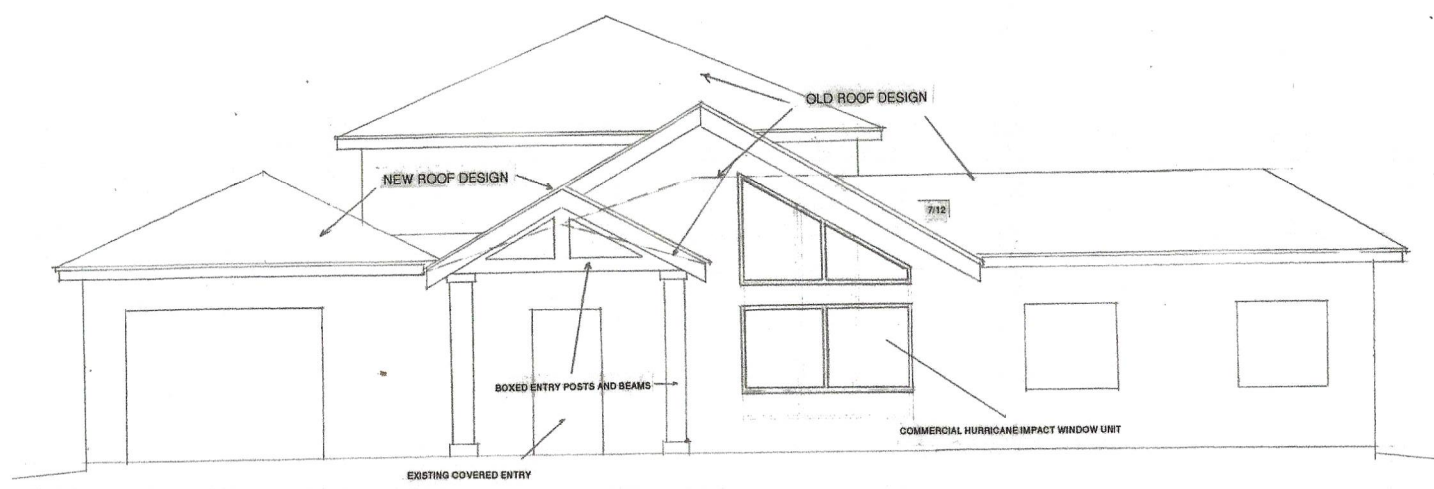 OLD ROOF DESIGN
NEW ROOF DESIGN
7/12
BOXED ENTRY POSTS AND BEAMS
COMMERCIAL HURRICANE IMPACT WINDOW UNIT
EXISTING COVERED ENTRY